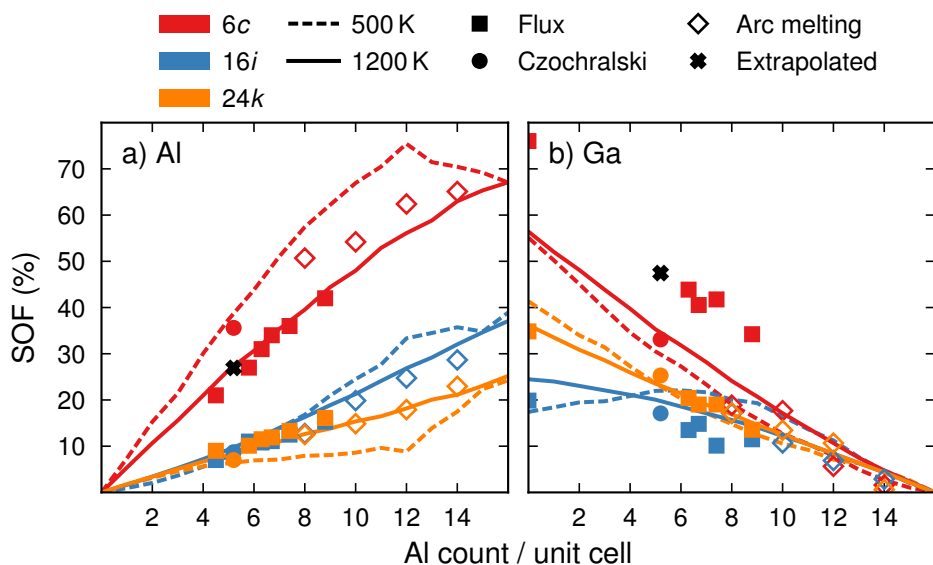 6c 500 K Flux Arc melting
16i 1200 K Czochralski Extrapolated
24k
a) Al b) Ga
70
60
50
40
30
20
10
SOF (%)
2 4 6 8 10 12 14 2 4 6 8 10 12 14
Al count / unit cell